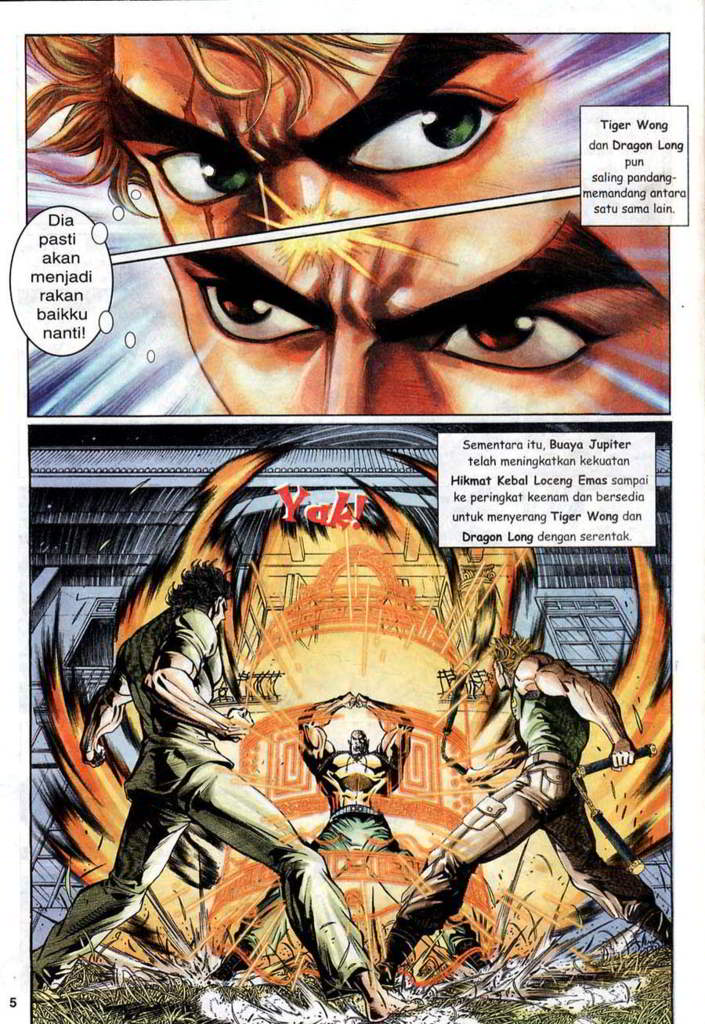 Tiger Wong
dan Dragon Long
pun
saling pandang-
memandang antara
satu sama lain.
Dia
pasti
akan
menjadi
rakan
baikku
nanti!
Sementara itu, Buaya Jupiter
telah meningkatkan kekuatan
Hikmat Kebal Loceng Emas sampai
ke peringkat keenam dan bersedia
untuk menyerang Tiger Wong dan
Dragon Long dengan serentak.
Yak!
5